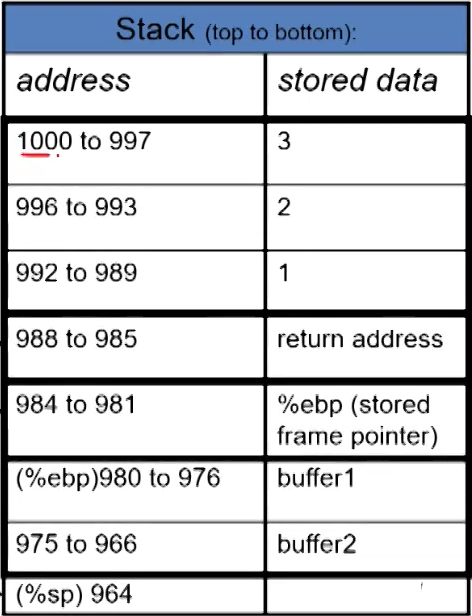 Stack (top to bottom):
address stored data
1000 to 997 3
996 to 993 2
992 to 989 1
988 to 985 return address
984 to 981 %ebp (stored
frame pointer)
(%ebp)980 to 976 buffer1
975 to 966 buffer2
(%sp) 964